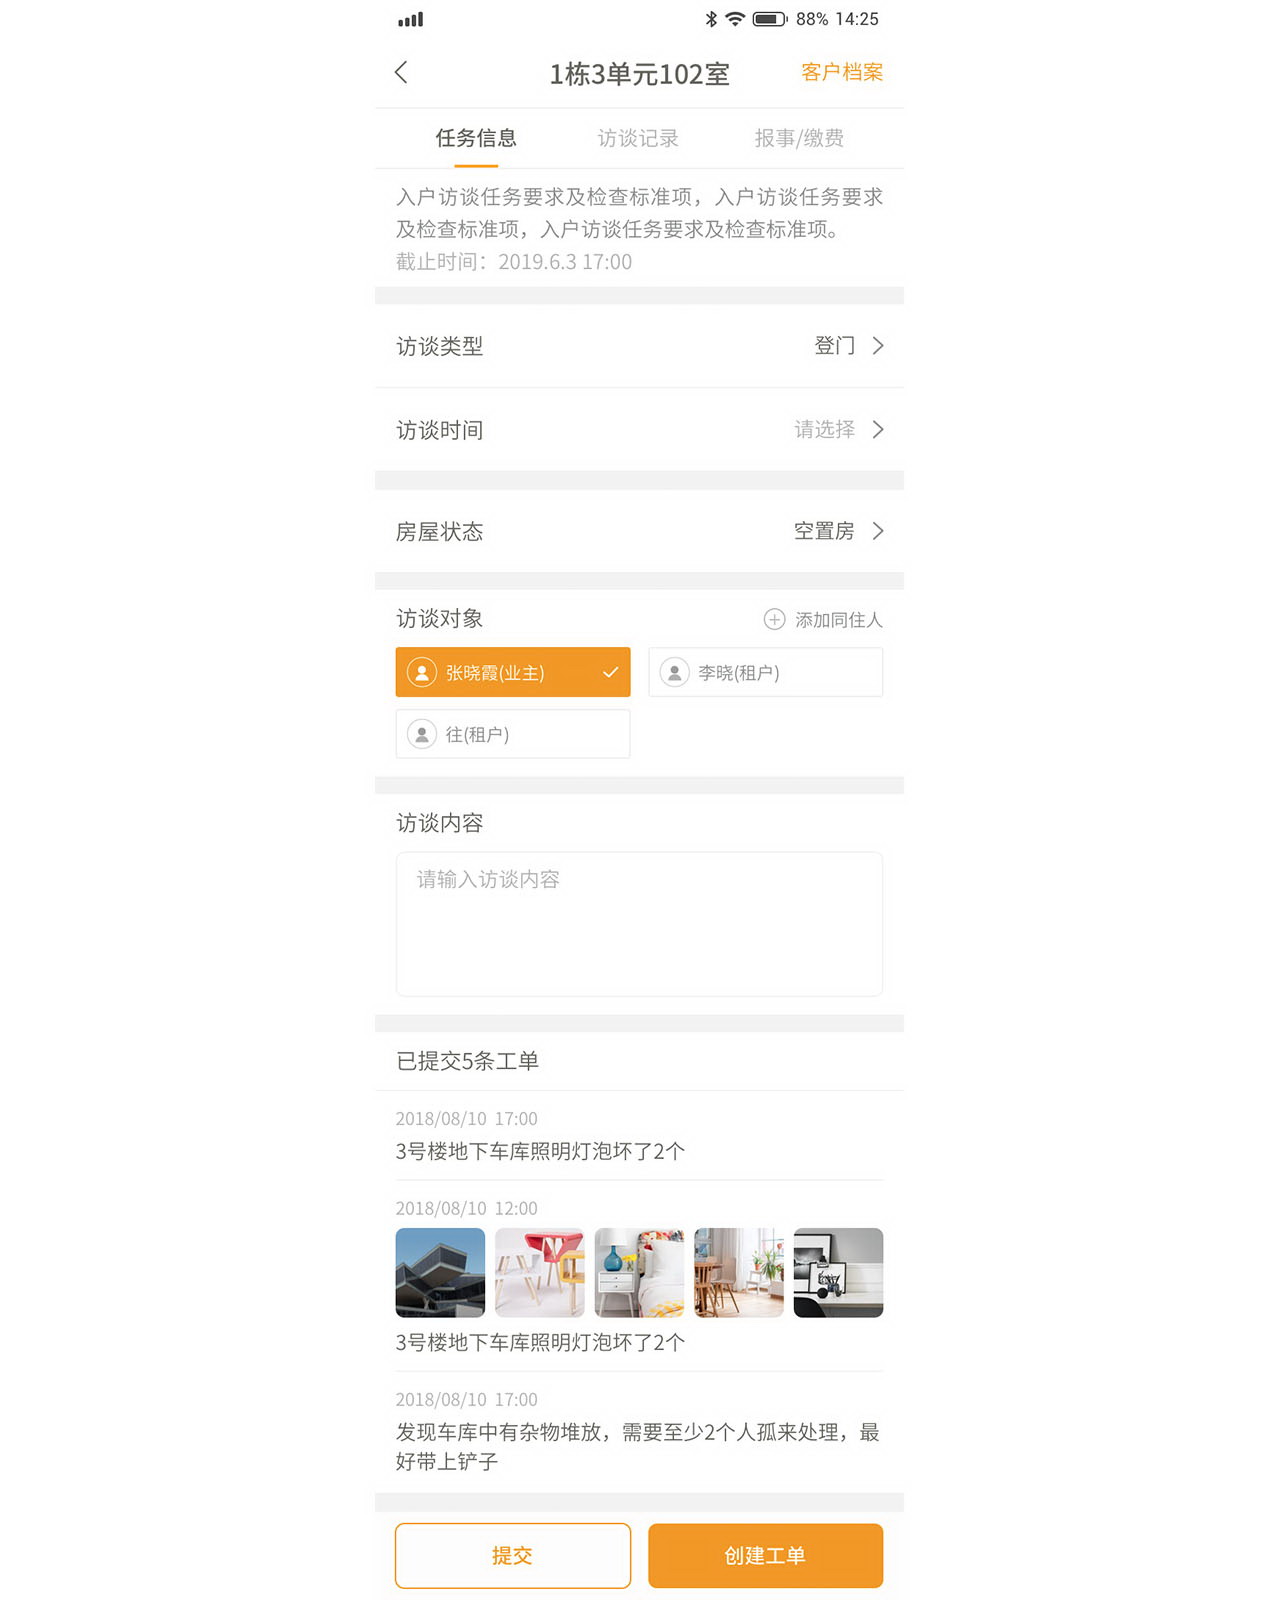 88% 14:25
1栋3单元102室
客户档案
任务信息 访谈记录 报事/缴费
入户访谈任务要求及检查标准项，入户访谈任务要求
及检查标准项，入户访谈任务要求及检查标准项。
截止时间：2019.6.3 17:00
访谈类型 登门
访谈时间 请选择
房屋状态 空置房
访谈对象 添加同住人
张晓霞(业主) 李晓(租户)
往(租户)
访谈内容
请输入访谈内容
已提交5条工单
2018/08/10 17:00
3号楼地下车库照明灯泡坏了2个
2018/08/10 12:00
3号楼地下车库照明灯泡坏了2个
2018/08/10 17:00
发现车库中有杂物堆放，需要至少2个人孤来处理，最
好带上铲子
提交 创建工单